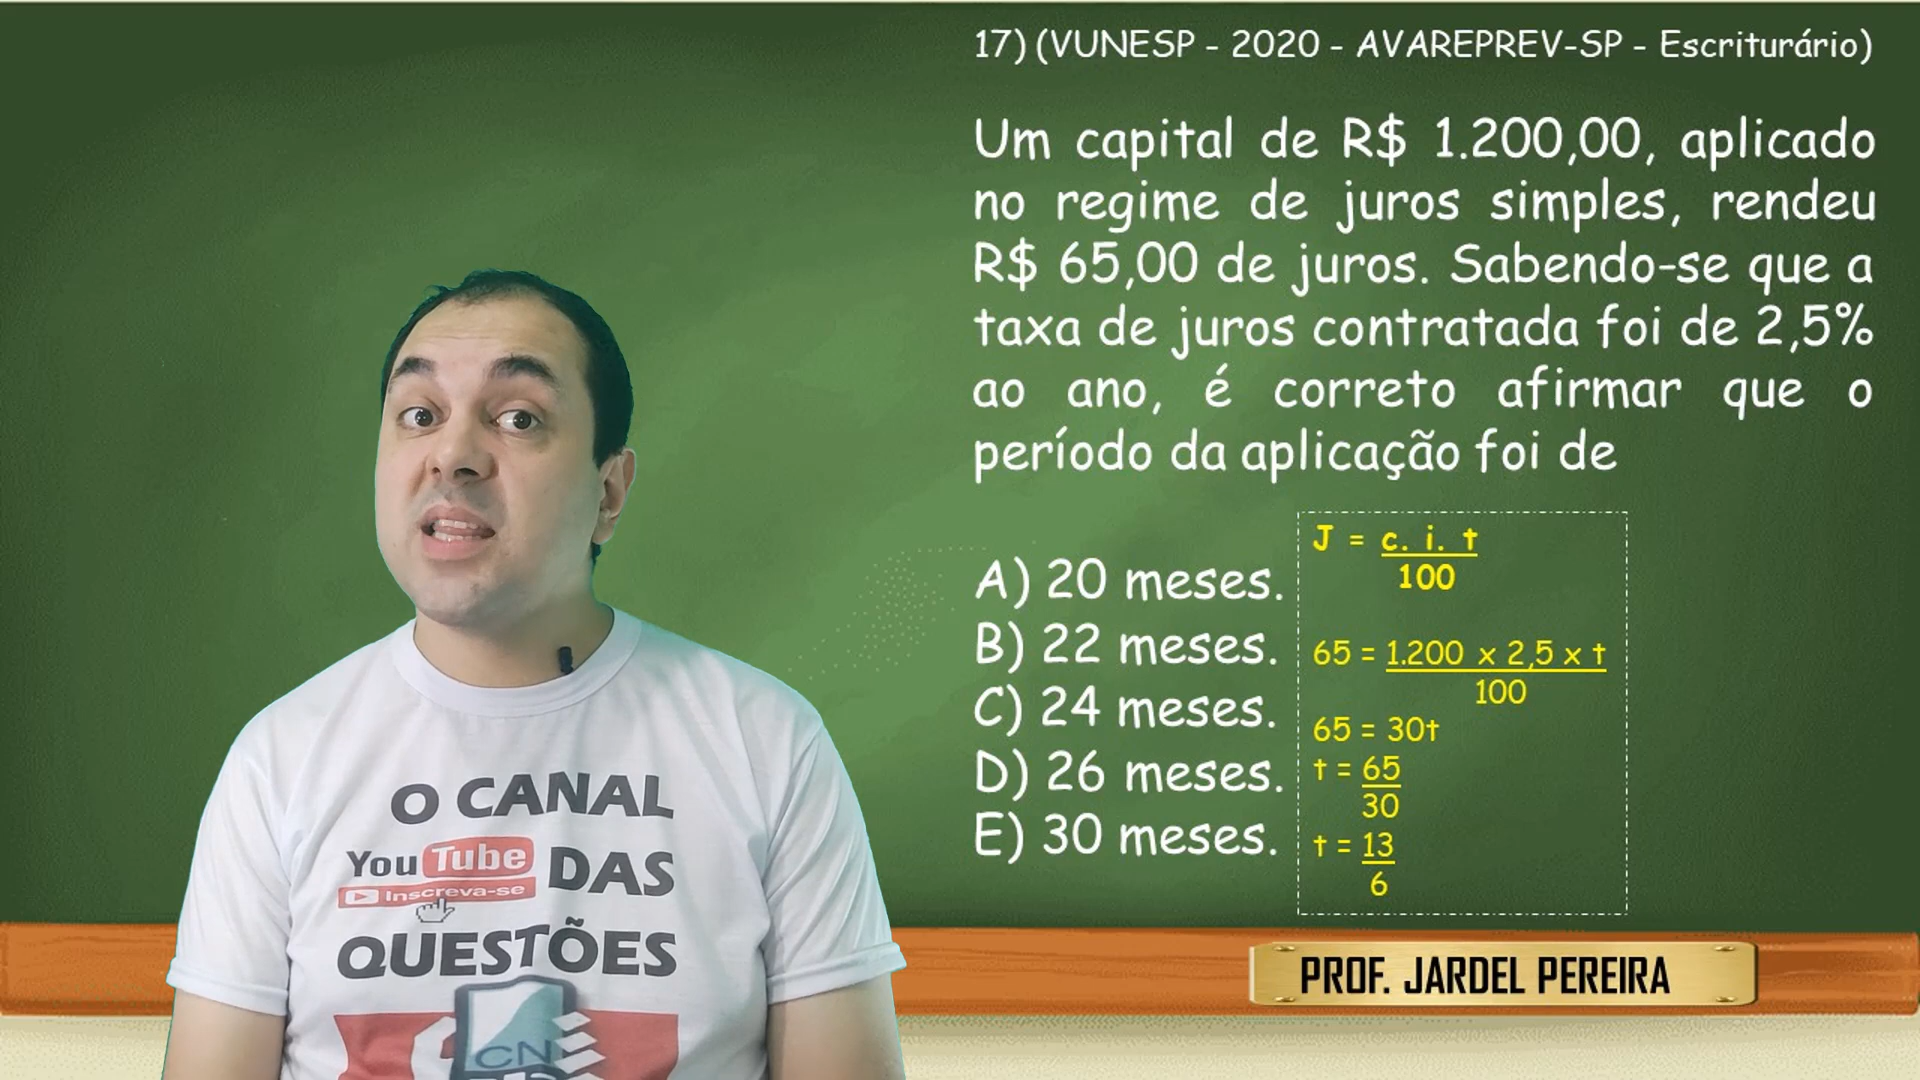 17) (VUNESP - 2020 - AVAREPREV-SP - Escriturário)
Um capital de R$ 1.200,00, aplicado
no regime de juros simples, rendeu
R$ 65,00 de juros. Sabendo-se que a
taxa de juros contratada foi de 2,5%
ao ano, é correto afirmar que o
período da aplicação foi de
A) 20 meses.
B) 22 meses.
C) 24 meses.
D) 26 meses.
E) 30 meses.
J = c. i. t
100
65 = 1.200 x 2,5 x t
100
65 = 30t
t = 65
30
t = 13
6
PROF. JARDEL PEREIRA
O CANAL
YouTube DAS
Inscreva-se
QUESTÕES
CN